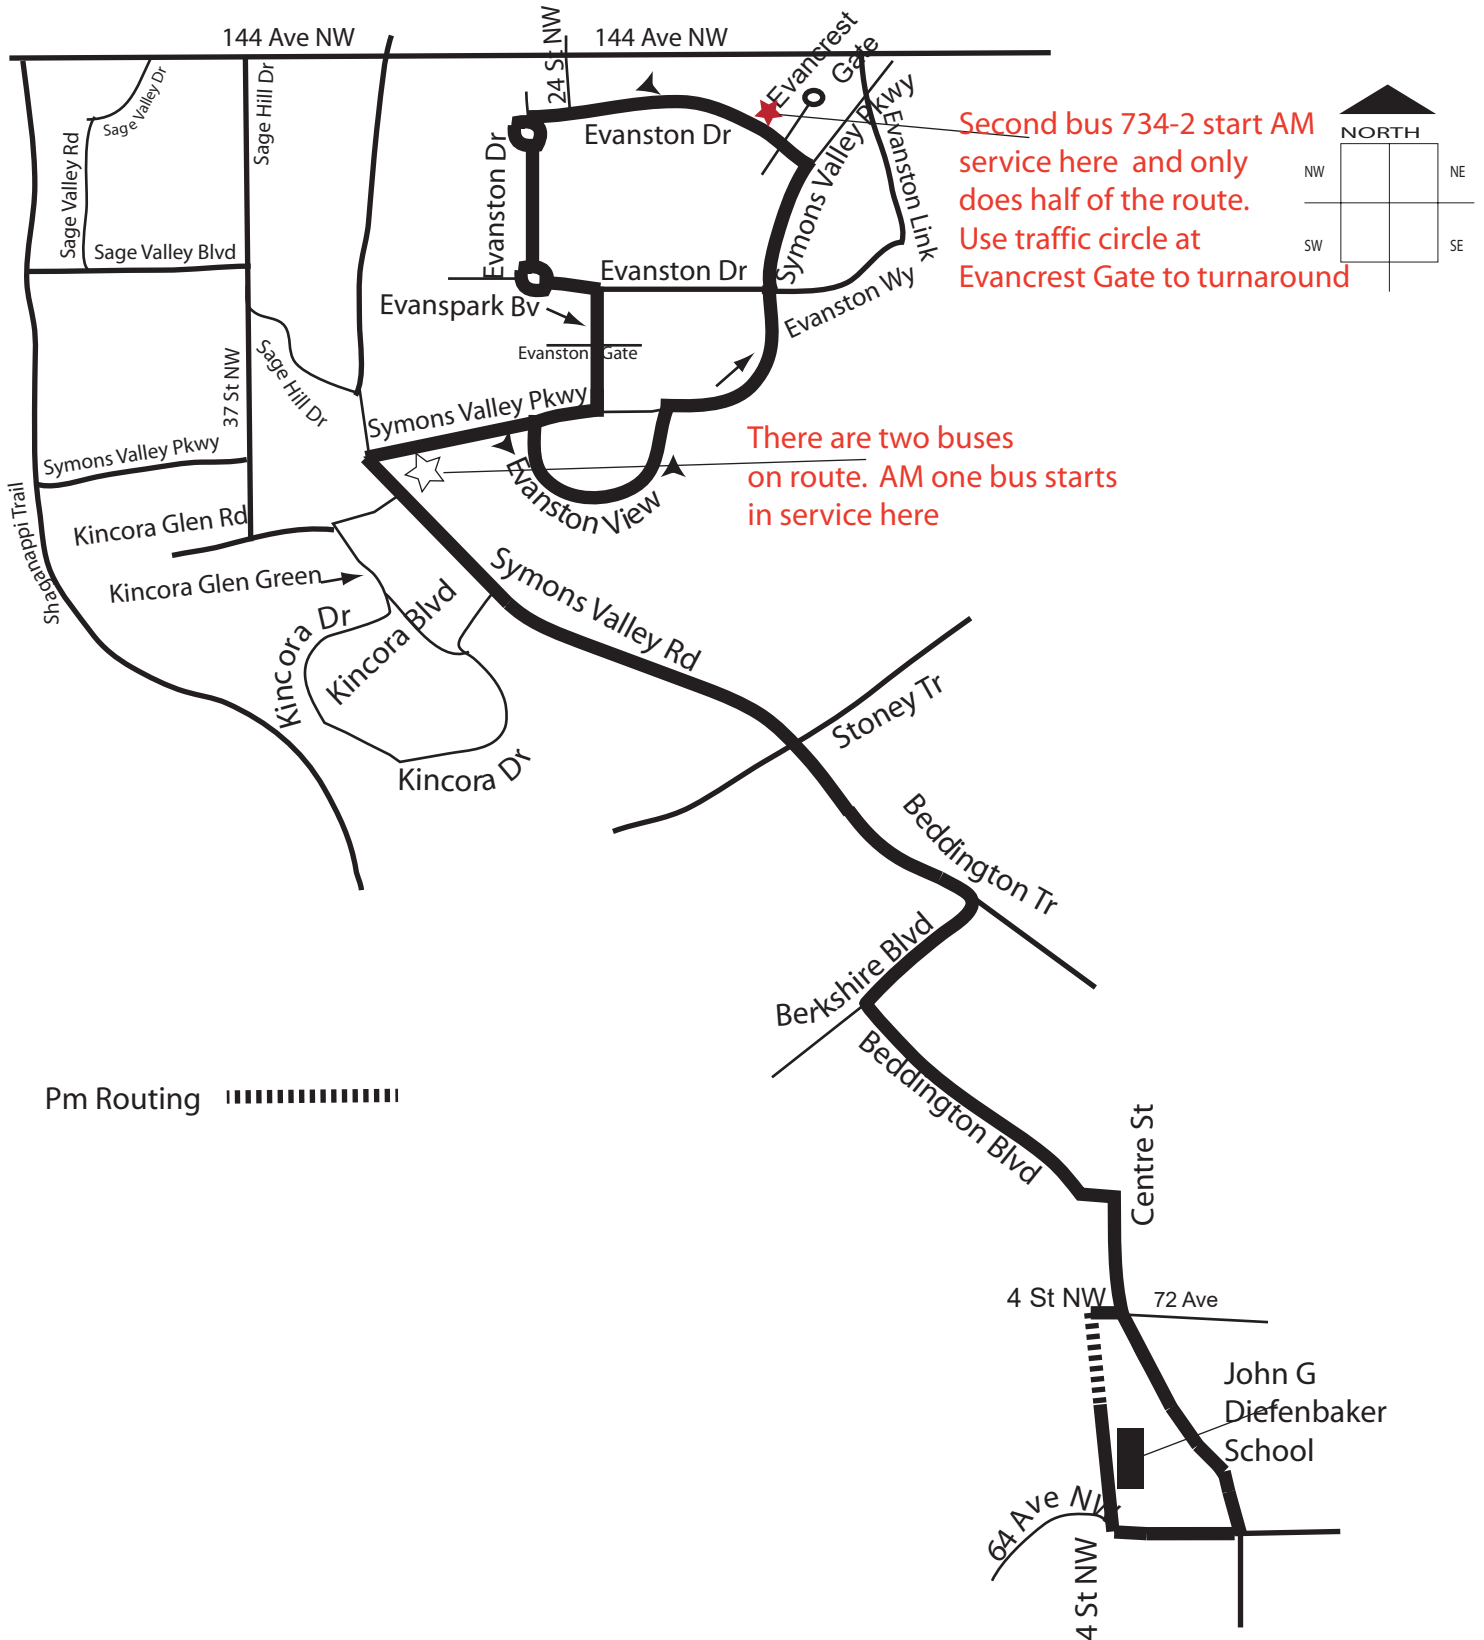 144 Ave NW
24 St NW
144 Ave NW
Evancrest
Gate
Sage Valley Dr
Sage Hill Dr
Sage Valley Rd
Evanston Dr
Symons Valley Pkwy
Evanston Link
Second bus 734-2 start AM
service here and only
does half of the route.
Use traffic circle at
Evancrest Gate to turnaround
NORTH
NW
NE
SW
SE
Evanston Dr
Sage Valley Blvd
Evanston Dr
Evanston Wy
Evanspark Bv
Evanston Gate
Sage Hill Dr
37 St NW
Symons Valley Pkwy
Symons Valley Pkwy
There are two buses
on route. AM one bus starts
in service here
Evanston View
Shaganappi Trail
Kincora Glen Rd
Kincora Glen Green
Symons Valley Rd
Kincora Dr
Kincora Blvd
Kincora Dr
Stoney Tr
Beddington Tr
Berkshire Blvd
Beddington Blvd
Pm Routing
Centre St
4 St NW
72 Ave
John G
Diefenbaker
School
64 Ave NW
4 St NW